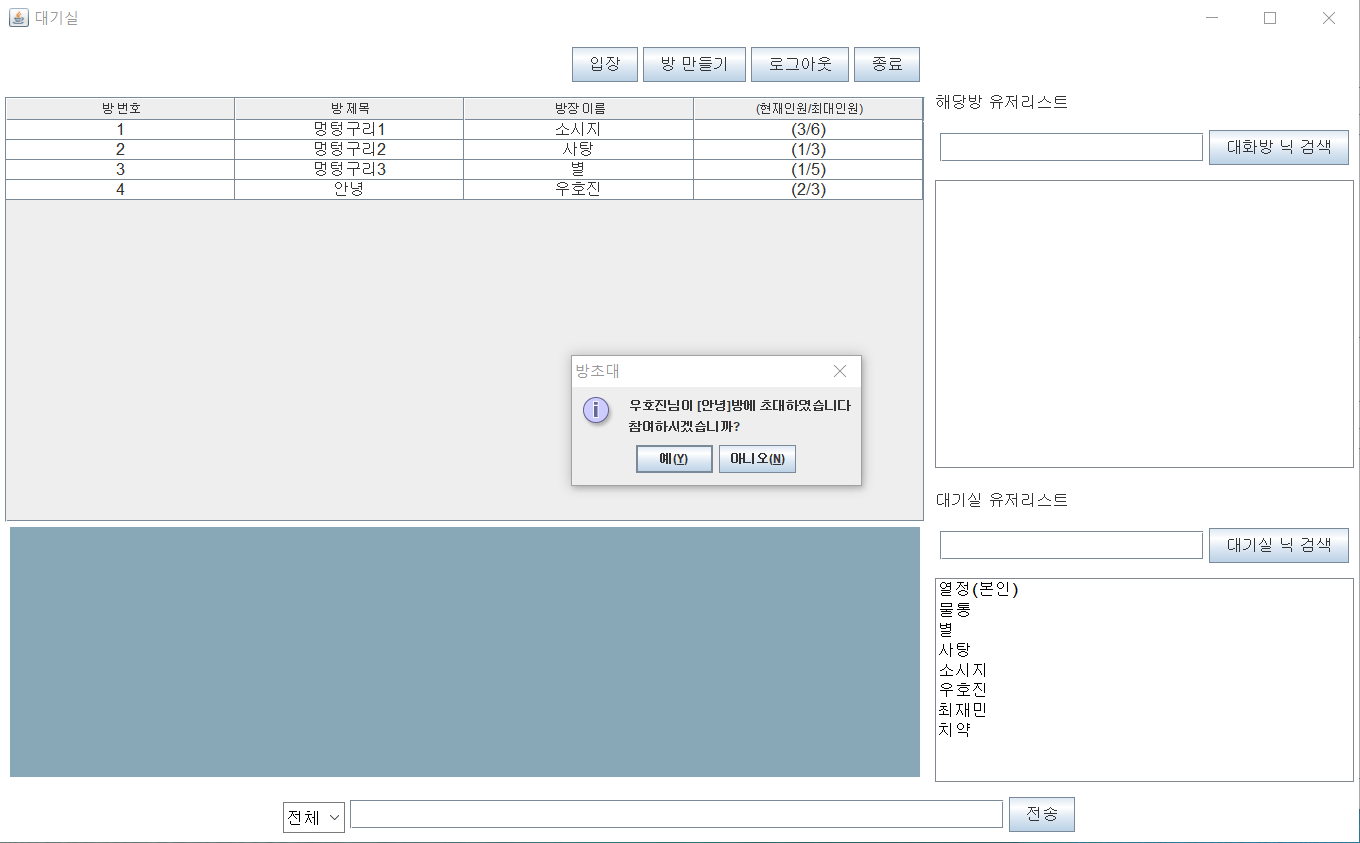 대기실
입장 방 만들기 로그아웃 종료
방 번호 방 제목 방장 이름 (현재인원/최대인원)
1 멍텅구리1 소시지 (3/6)
2 멍텅구리2 사탕 (1/3)
3 멍텅구리3 별 (1/5)
4 안녕 우호진 (2/3)
해당방 유저리스트
대화방 닉 검색
방초대
우호진님이 [안녕]방에 초대하였습니다
참여하시겠습니까?
예(Y) 아니오(N)
대기실 유저리스트
대기실 닉 검색
열정(본인)
물통
별
사탕
소시지
우호진
최재민
치약
전체 전송